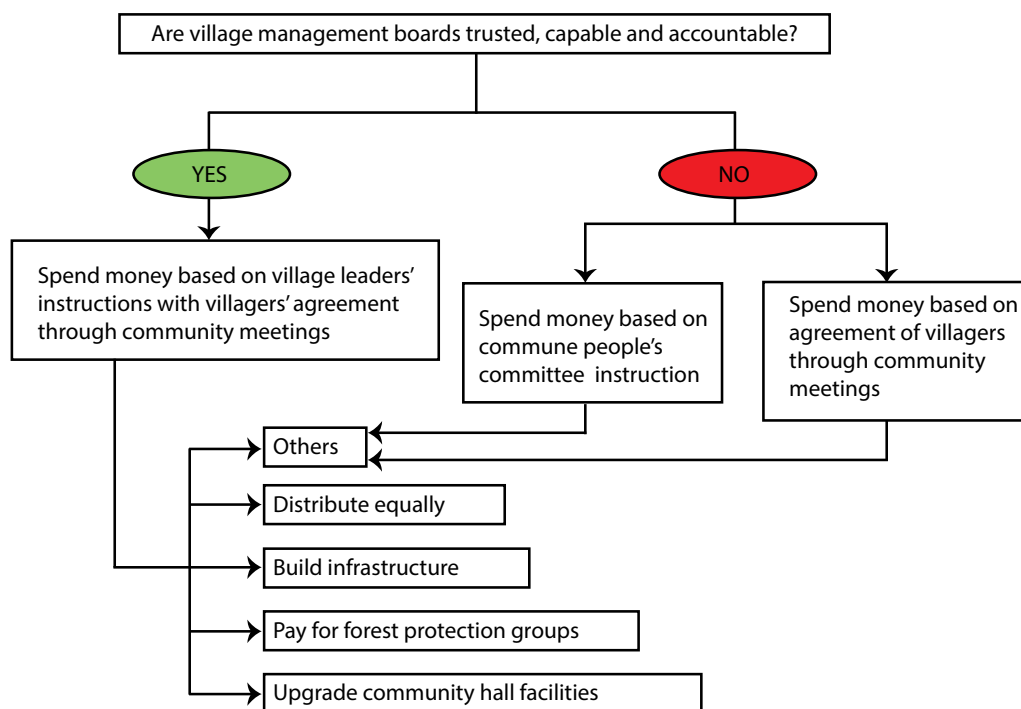 Are village management boards trusted, capable and accountable?
YES
NO
Spend money based on village leaders’
instructions with villagers’ agreement
through community meetings
Spend money based on
commune people’s
committee instruction
Spend money based on
agreement of villagers
through community
meetings
Others
Distribute equally
Build infrastructure
Pay for forest protection groups
Upgrade community hall facilities